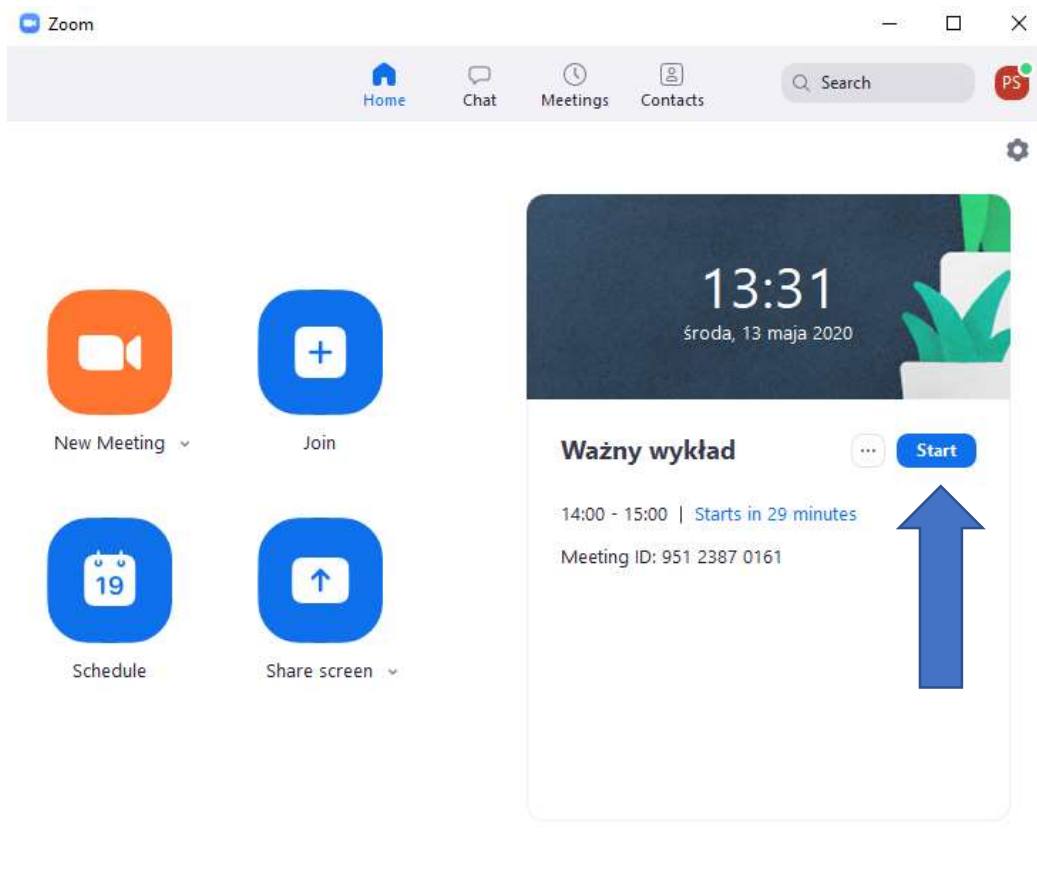 Zoom
Home
Chat
Meetings
Contacts
Search
PS
13:31
środa, 13 maja 2020
New Meeting
Join
Ważny wykład
...
Start
14:00 - 15:00 | Starts in 29 minutes
Meeting ID: 951 2387 0161
19
Schedule
Share screen